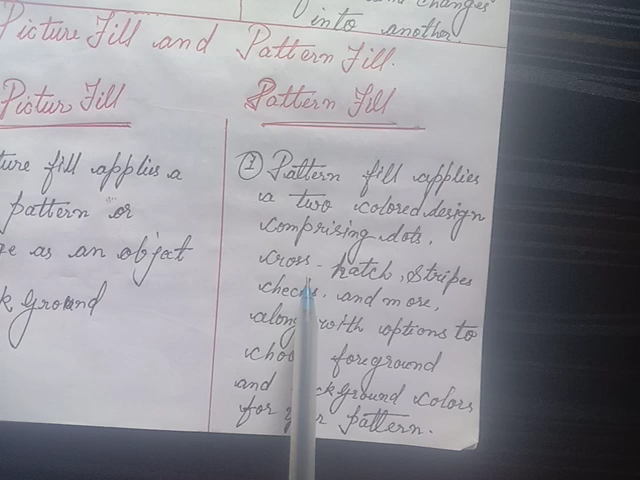 changes
into another.
Picture Fill and Pattern Fill.
Pictur Fill
Pattern Fill
ture fill applies a
pattern or
ge as an object
k ground
① Pattern fill applies
a two colored design
comprising dots,
cross-hatch, stripes
checks, and more,
along with options to
foreground
and ckground colors
for pattern.